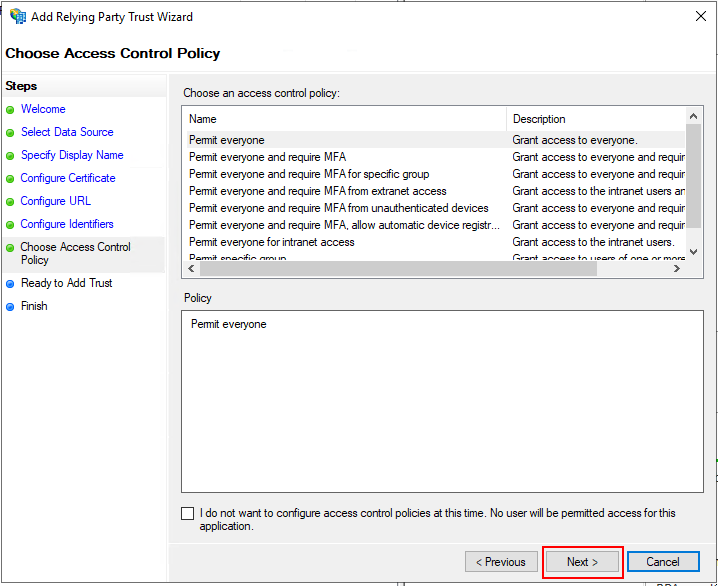 Add Relying Party Trust Wizard
Choose Access Control Policy
Steps
Welcome
Select Data Source
Specify Display Name
Configure Certificate
Configure URL
Configure Identifiers
Choose Access Control
Policy
Ready to Add Trust
Finish
Choose an access control policy:
Name Description
Permit everyone Grant access to everyone.
Permit everyone and require MFA Grant access to everyone and requir
Permit everyone and require MFA for specific group Grant access to everyone and requir
Permit everyone and require MFA from extranet access Grant access to the intranet users an
Permit everyone and require MFA from unauthenticated devices Grant access to everyone and requir
Permit everyone and require MFA, allow automatic device registr... Grant access to everyone and requir
Permit everyone for intranet access Grant access to the intranet users.
Permit specific group Grant access to users of one or more
Policy
Permit everyone
I do not want to configure access control policies at this time. No user will be permitted access for this
application.
< Previous Next > Cancel